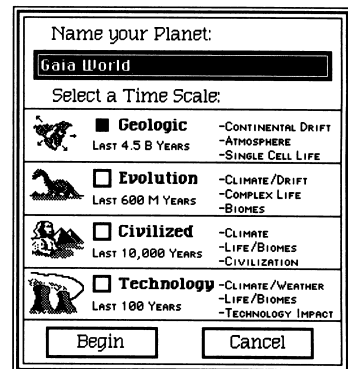 Name your Planet:
Gaia World
Select a Time Scale:
Geologic
Last 4.5 B Years
-Continental Drift
-Atmosphere
-Single Cell Life
Evolution
Last 600 M Years
-Climate/Drift
-Complex Life
-Biomes
Civilized
Last 10,000 Years
-Climate
-Life/Biomes
-Civilization
Technology
Last 100 Years
-Climate/Weather
-Life/Biomes
-Technology Impact
Begin
Cancel